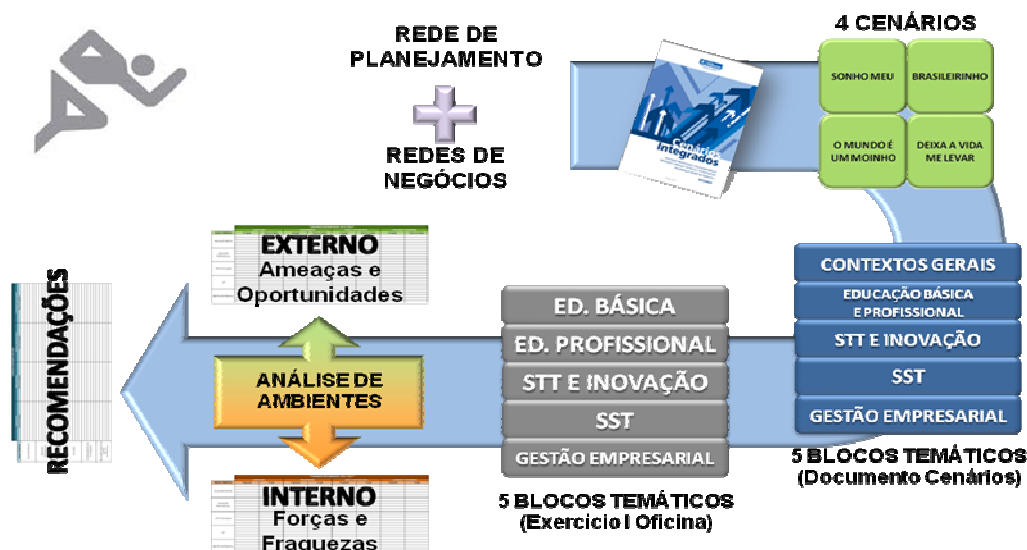 REDE DE
PLANEJAMENTO
REDES DE
NEGÓCIOS
Cenários
Integrados
4 CENÁRIOS
SONHO MEU
BRASILEIRINHO
O MUNDO É
UM MOINHO
DEIXA A VIDA
ME LEVAR
CONTEXTOS GERAIS
EDUCAÇÃO BÁSICA
E PROFISSIONAL
STT E INOVAÇÃO
SST
GESTÃO EMPRESARIAL
5 BLOCOS TEMÁTICOS
(Documento Cenários)
ED. BÁSICA
ED. PROFISSIONAL
STT E INOVAÇÃO
SST
GESTÃO EMPRESARIAL
5 BLOCOS TEMÁTICOS
(Exercício I Oficina)
EXTERNO
Ameaças e
Oportunidades
ANÁLISE DE
AMBIENTES
INTERNO
Forças e
Fraquezas
RECOMENDAÇÕES